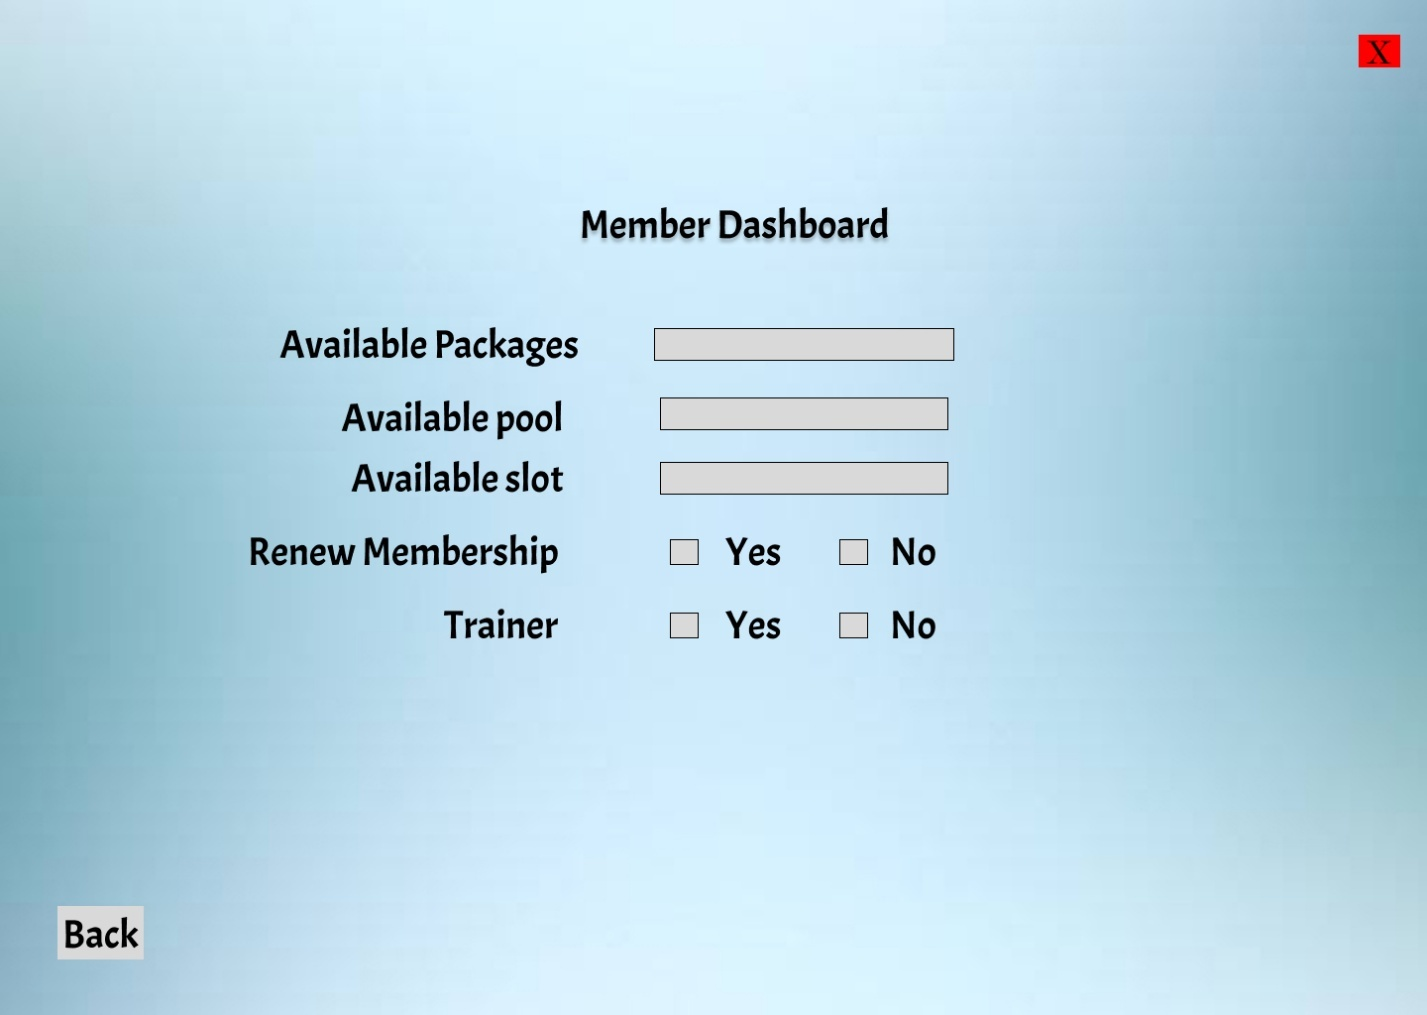 X
Member Dashboard
Available Packages
Available pool
Available slot
Renew Membership Yes No
Trainer Yes No
Back